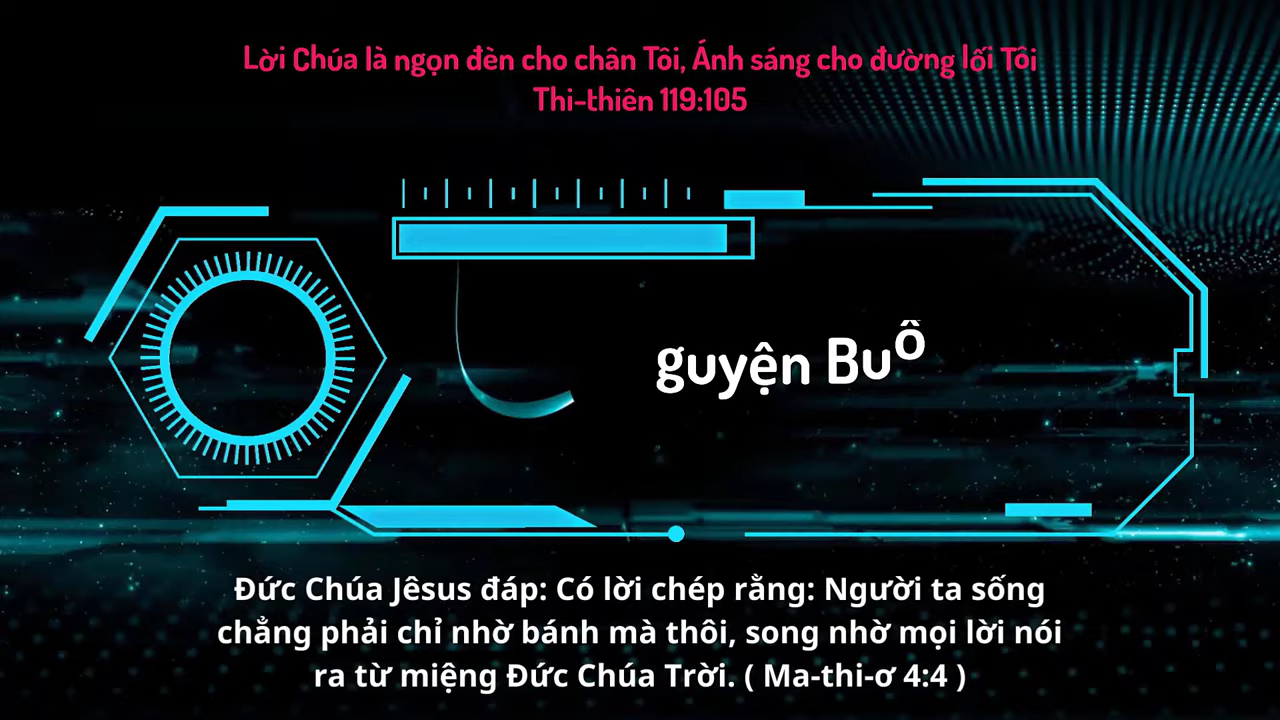 Lời Chúa là ngọn đèn cho chân Tôi, Ánh sáng cho đường lối Tôi
Thi-thiên 119:105
guyện Buổ
Đức Chúa Jêsus đáp: Có lời chép rằng: Người ta sống
chẳng phải chỉ nhờ bánh mà thôi, song nhờ mọi lời nói
ra từ miệng Đức Chúa Trời. ( Ma-thi-ơ 4:4 )